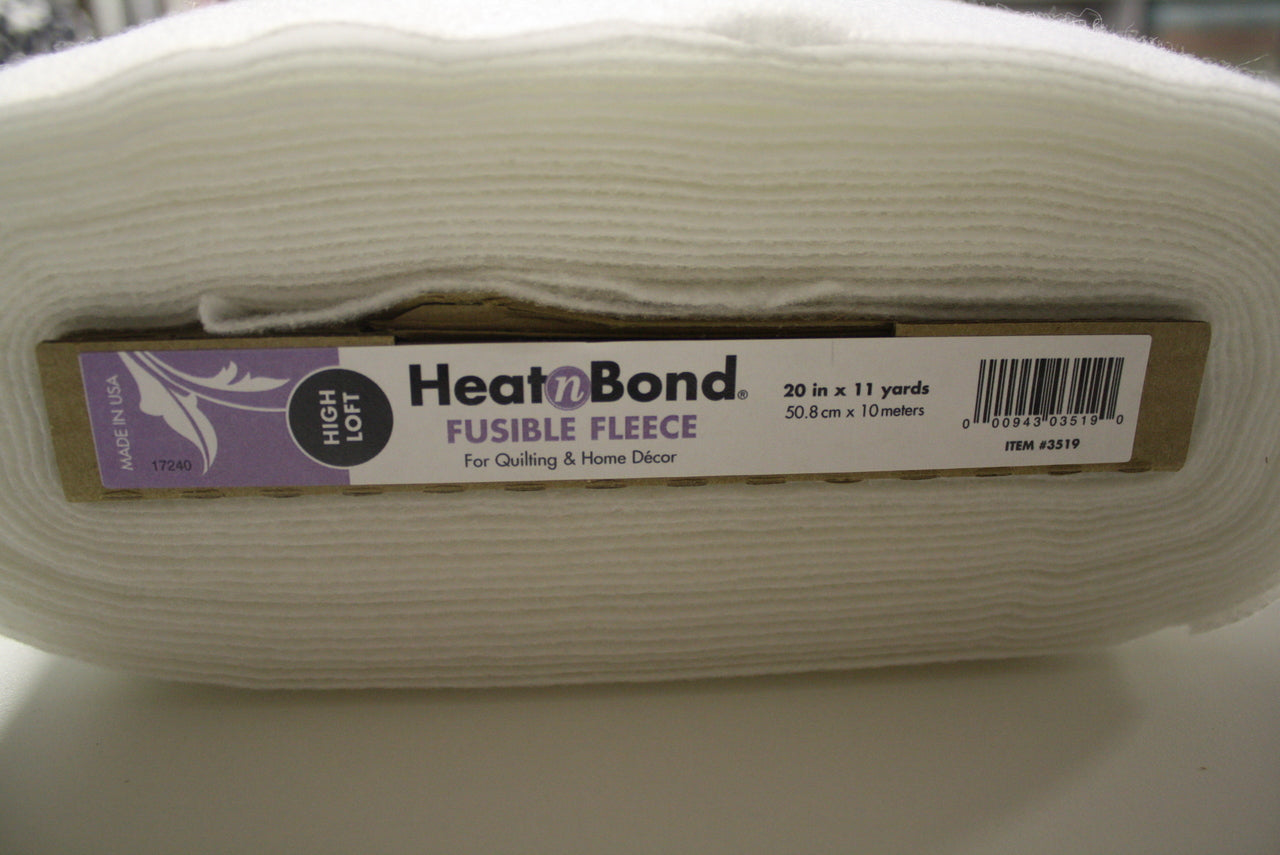 MADE IN USA
17240
HIGH
LOFT
HeatnBond®
FUSIBLE FLEECE
For Quilting & Home Décor
20 in x 11 yards
50.8 cm x 10 meters
0 00943 03519 0
ITEM #3519